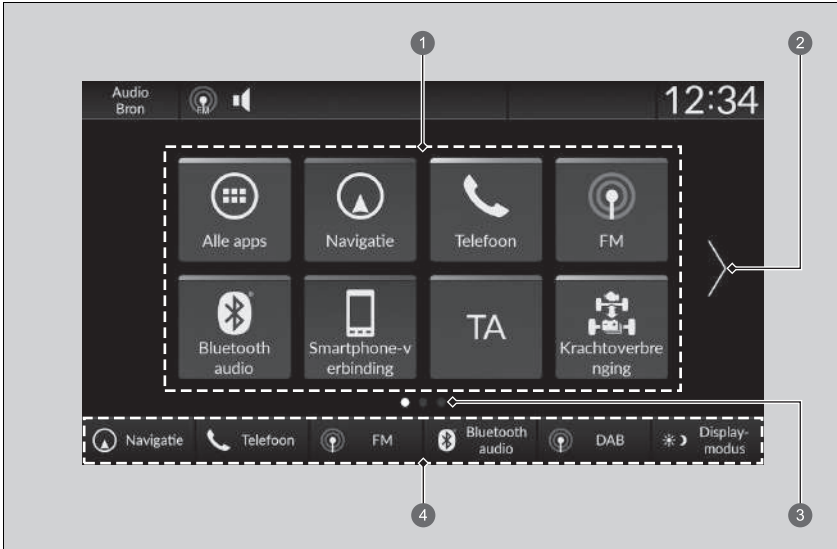 1
2
Audio
Bron
FM
12:34
Alle apps
Navigatie
Telefoon
FM
Bluetooth
audio
Smartphone-v
erbinding
TA
Krachtoverbre
nging
Navigatie
Telefoon
FM
Bluetooth
audio
DAB
Display-
modus
4
3